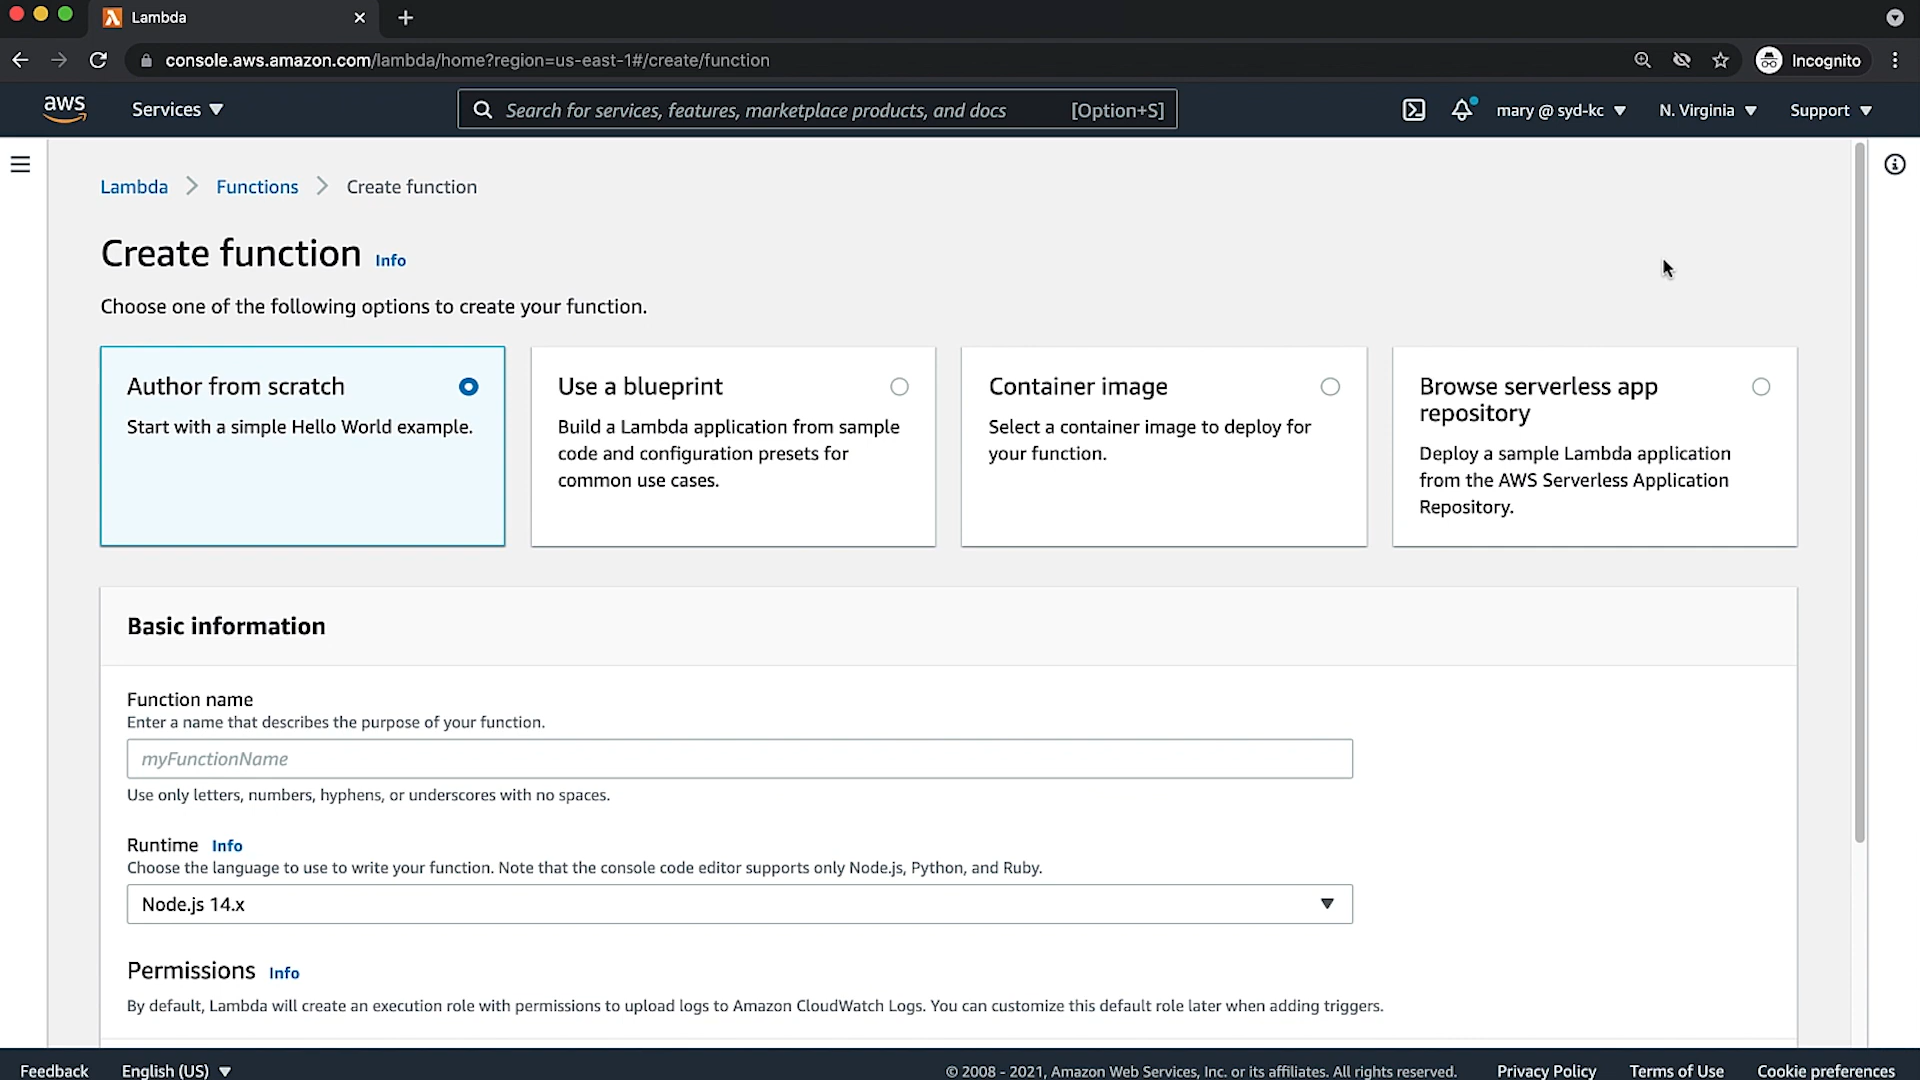 Lambda
console.aws.amazon.com/lambda/home?region=us-east-1#/create/function
Incognito
aws
Services
Search for services, features, marketplace products, and docs [Option+S]
mary @ syd-kc
N. Virginia
Support
Lambda > Functions > Create function
Create function Info
Choose one of the following options to create your function.
Author from scratch
Start with a simple Hello World example.
Use a blueprint
Build a Lambda application from sample
code and configuration presets for
common use cases.
Container image
Select a container image to deploy for
your function.
Browse serverless app
repository
Deploy a sample Lambda application
from the AWS Serverless Application
Repository.
Basic information
Function name
Enter a name that describes the purpose of your function.
myFunctionName
Use only letters, numbers, hyphens, or underscores with no spaces.
Runtime Info
Choose the language to use to write your function. Note that the console code editor supports only Node.js, Python, and Ruby.
Node.js 14.x
Permissions Info
By default, Lambda will create an execution role with permissions to upload logs to Amazon CloudWatch Logs. You can customize this default role later when adding triggers.
Feedback
English (US)
© 2008 - 2021, Amazon Web Services, Inc. or its affiliates. All rights reserved.
Privacy Policy
Terms of Use
Cookie preferences